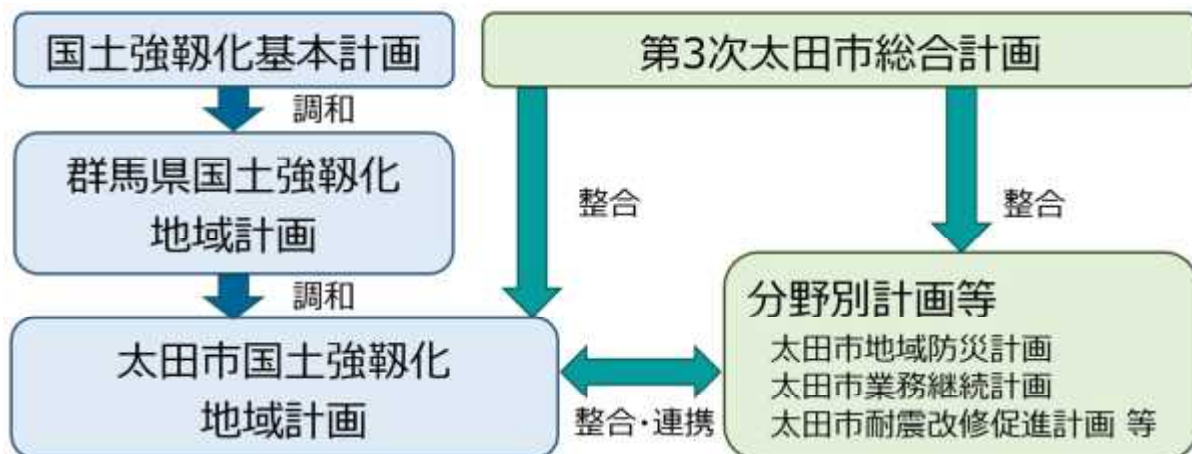 国土強靱化基本計画
第3次太田市総合計画
調和
群馬県国土強靱化
地域計画
整合
整合
調和
太田市国土強靱化
地域計画
整合・連携
分野別計画等
太田市地域防災計画
太田市業務継続計画
太田市耐震改修促進計画 等